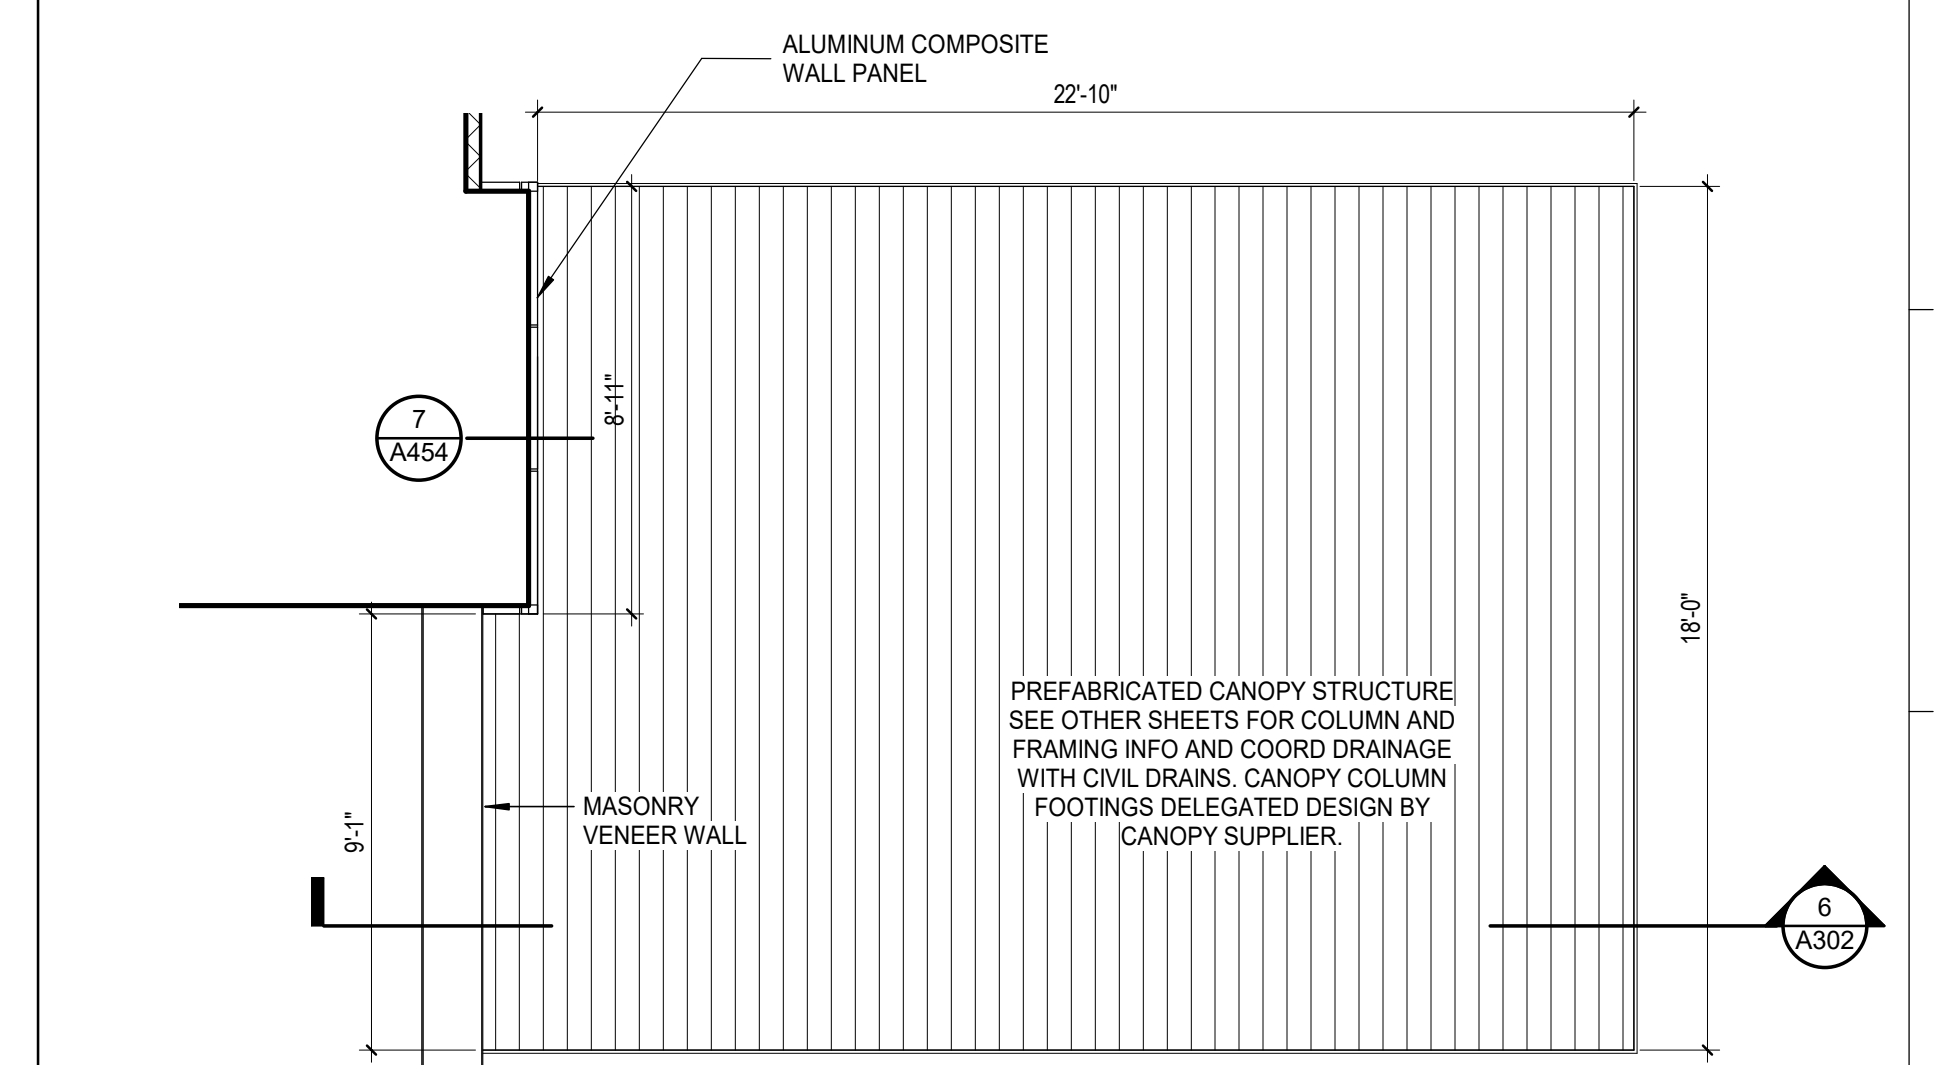 ALUMINUM COMPOSITE
WALL PANEL
22'-10"
8'-11"
7
A454
18'-0"
PREFABRICATED CANOPY STRUCTURE
SEE OTHER SHEETS FOR COLUMN AND
FRAMING INFO AND COORD DRAINAGE
WITH CIVIL DRAINS. CANOPY COLUMN
FOOTINGS DELEGATED DESIGN BY
CANOPY SUPPLIER.
MASONRY
VENEER WALL
9'-1"
6
A302